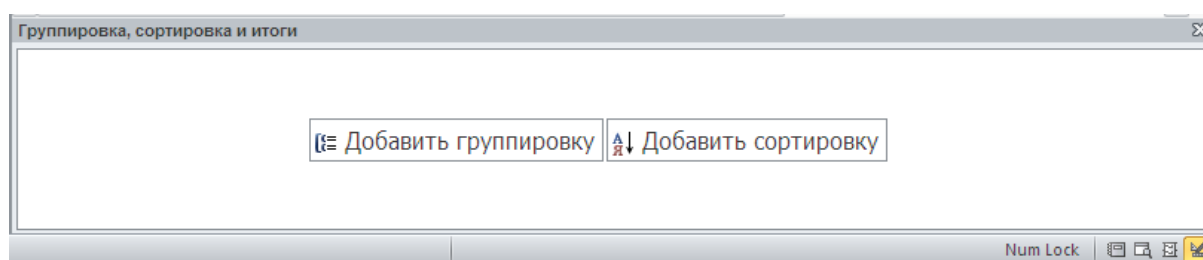 Группировка, сортировка и итоги
Добавить группировку Добавить сортировку
Num Lock